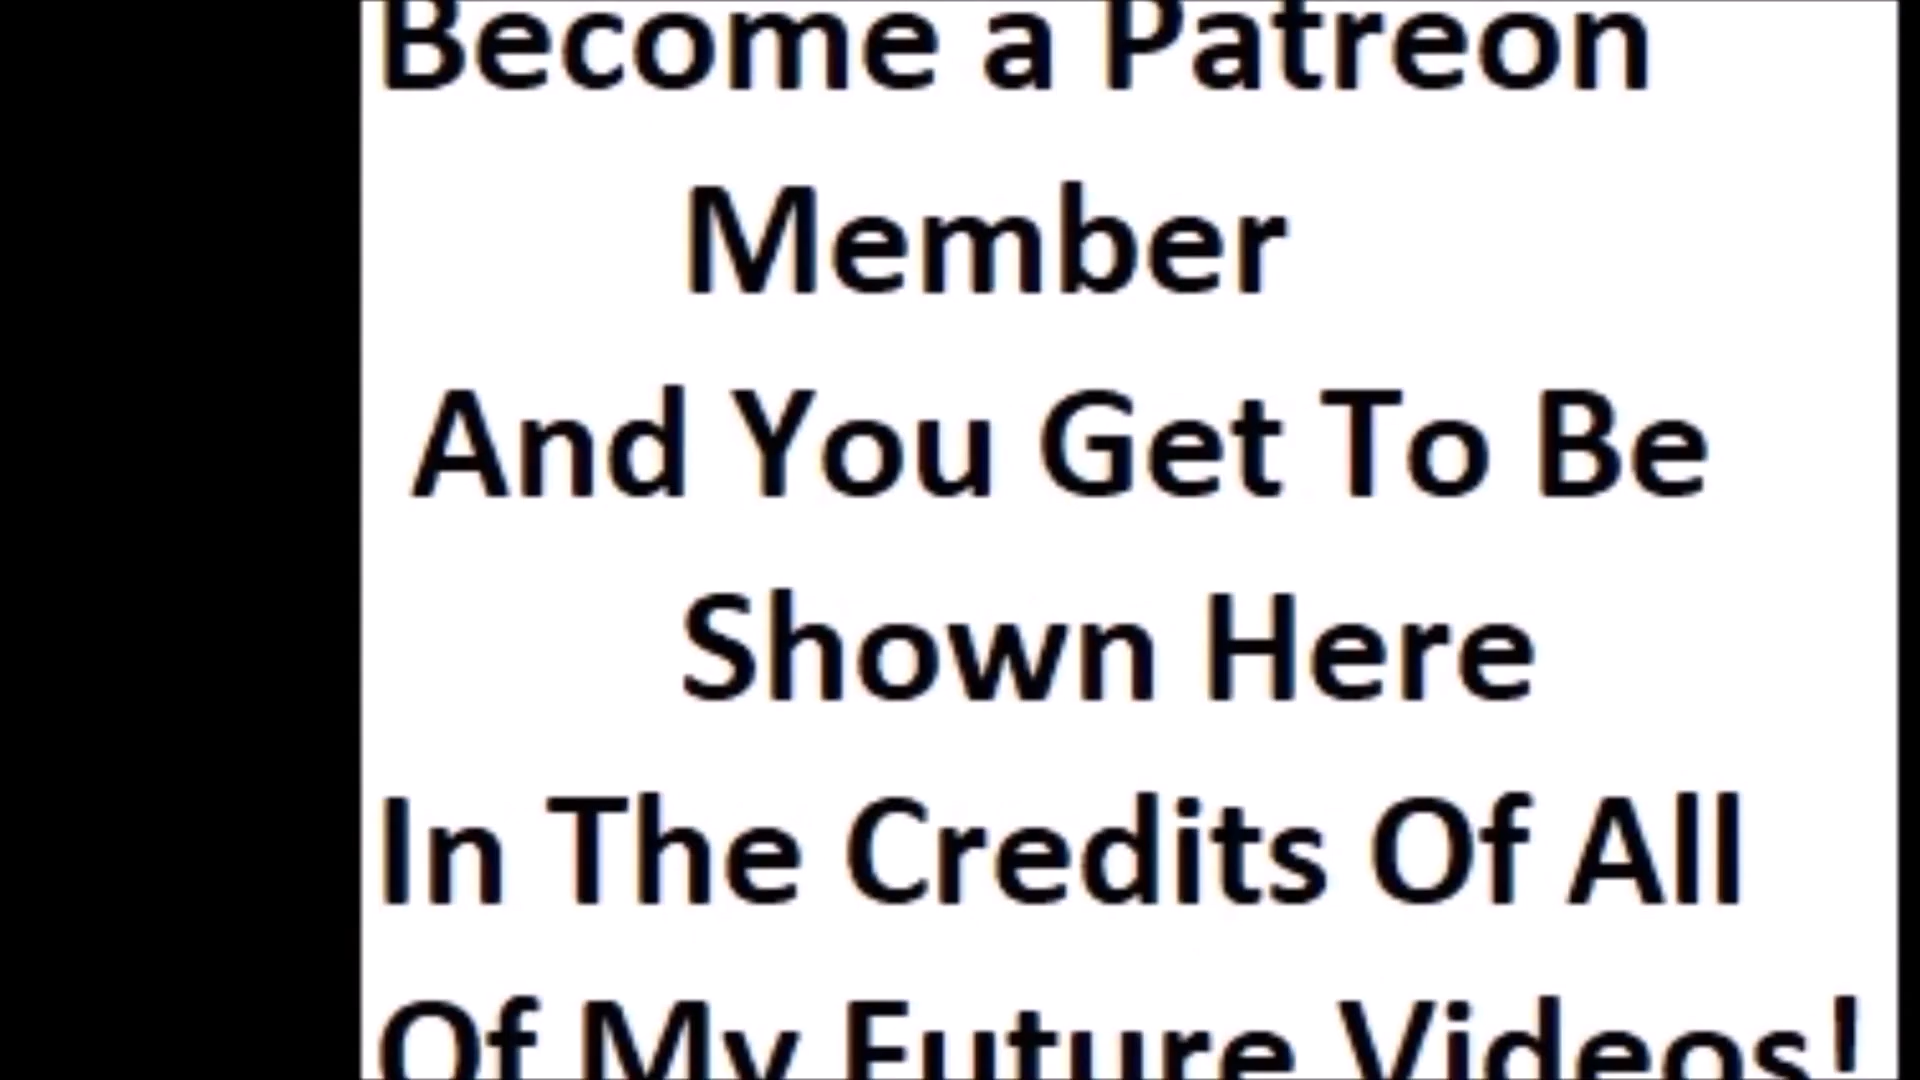 Become a Patreon
Member
And You Get To Be
Shown Here
In The Credits Of All
Of My Future Videos!